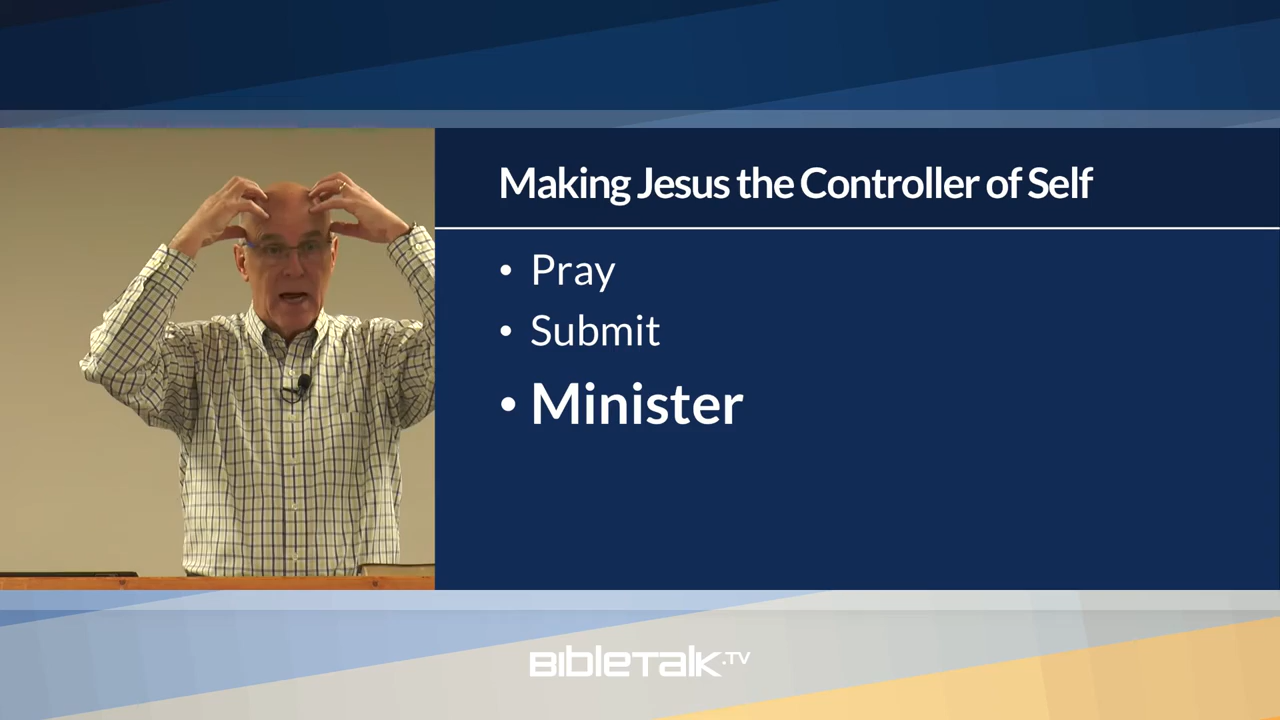 Making Jesus the Controller of Self
• Pray
• Submit
• Minister
BibleTalk.TV